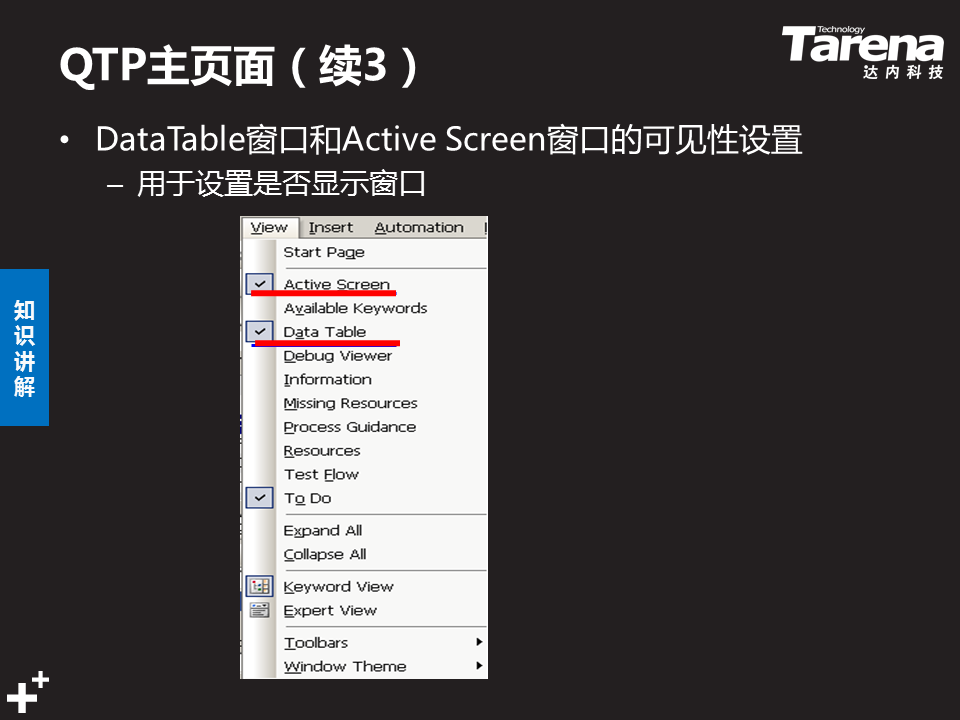 QTP主页面（续3）
Technology
Tarena
达内科技
• DataTable窗口和Active Screen窗口的可见性设置
– 用于设置是否显示窗口
知识讲解
View Insert Automation
Start Page
Active Screen
Available Keywords
Data Table
Debug Viewer
Information
Missing Resources
Process Guidance
Resources
Test Flow
To Do
Expand All
Collapse All
Keyword View
Expert View
Toolbars
Window Theme